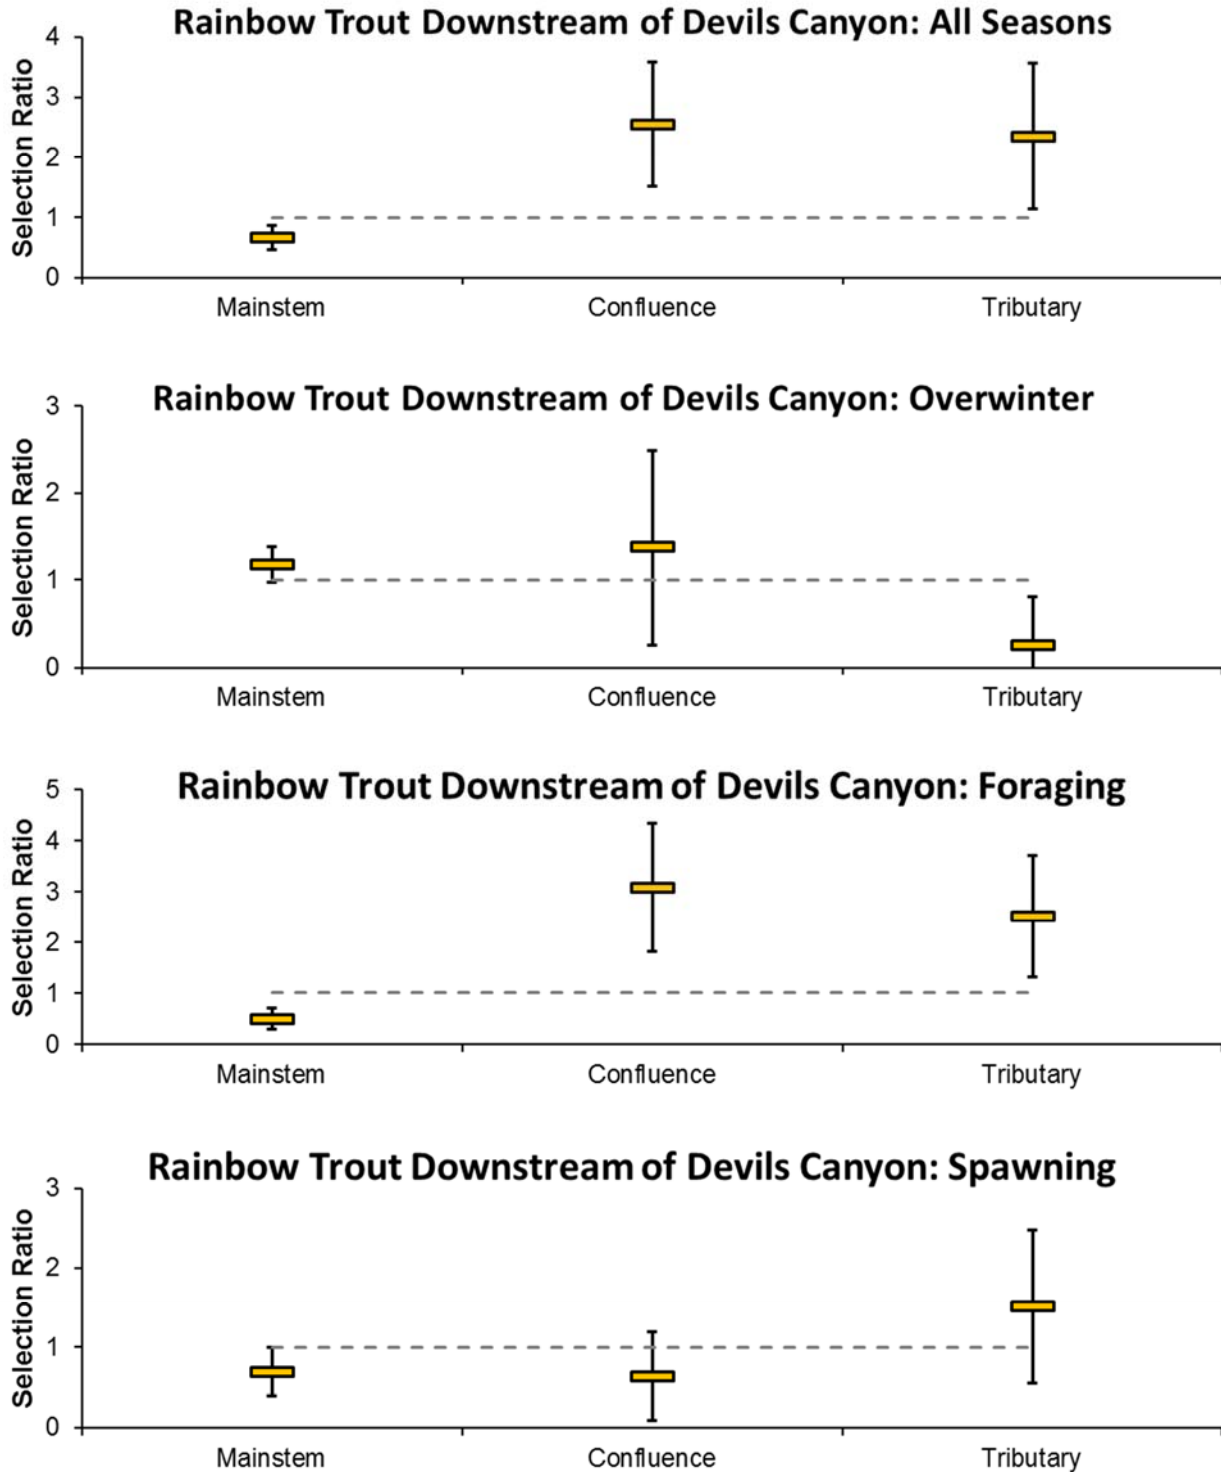 Rainbow Trout Downstream of Devils Canyon: All Seasons
Selection Ratio
4
3
2
1
0
Mainstem Confluence Tributary
Rainbow Trout Downstream of Devils Canyon: Overwinter
Selection Ratio
3
2
1
0
Mainstem Confluence Tributary
Rainbow Trout Downstream of Devils Canyon: Foraging
Selection Ratio
5
4
3
2
1
0
Mainstem Confluence Tributary
Rainbow Trout Downstream of Devils Canyon: Spawning
Selection Ratio
3
2
1
0
Mainstem Confluence Tributary